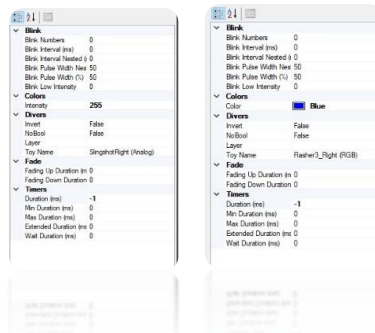 Blink
Blink Numbers 0
Blink Interval (ms) 0
Blink Interval Nested (i 0
Blink Pulse Width Nes 50
Blink Pulse Width (%) 50
Blink Low Intensity 0
Colors
Intensity 255
Divers
Invert False
NoBool False
Layer
Toy Name SlingshotRight (Analog)
Fade
Fading Up Duration (m 0
Fading Down Duration 0
Timers
Duration (ms) -1
Min Duration (ms) 0
Max Duration (ms) 0
Extended Duration (ms 0
Wait Duration (ms) 0
Blink
Blink Numbers 0
Blink Interval (ms) 0
Blink Interval Nested (i 0
Blink Pulse Width Nes 50
Blink Pulse Width (%) 50
Blink Low Intensity 0
Colors
Color Blue
Divers
Invert False
NoBool False
Layer
Toy Name Flasher3_Right (RGB)
Fade
Fading Up Duration (m 0
Fading Down Duration 0
Timers
Duration (ms) -1
Min Duration (ms) 0
Max Duration (ms) 0
Extended Duration (ms 0
Wait Duration (ms) 0